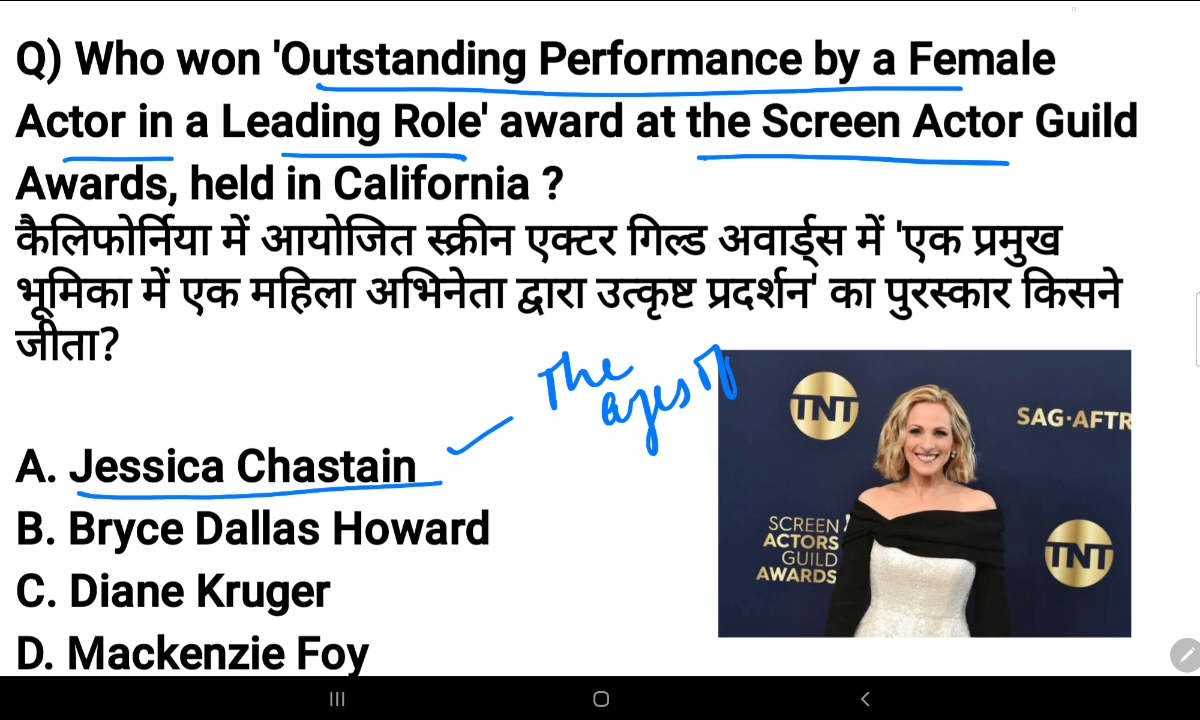 Q) Who won 'Outstanding Performance by a Female
Actor in a Leading Role' award at the Screen Actor Guild
Awards, held in California ?
कैलिफोर्निया में आयोजित स्क्रीन एक्टर गिल्ड अवार्ड्स में 'एक प्रमुख
भूमिका में एक महिला अभिनेता द्वारा उत्कृष्ट प्रदर्शन' का पुरस्कार किसने
जीता?
The
eyes of
A. Jessica Chastain
B. Bryce Dallas Howard
C. Diane Kruger
D. Mackenzie Foy
TNT
SAG·AFTR
SCREEN
ACTORS
GUILD
AWARDS
TNT